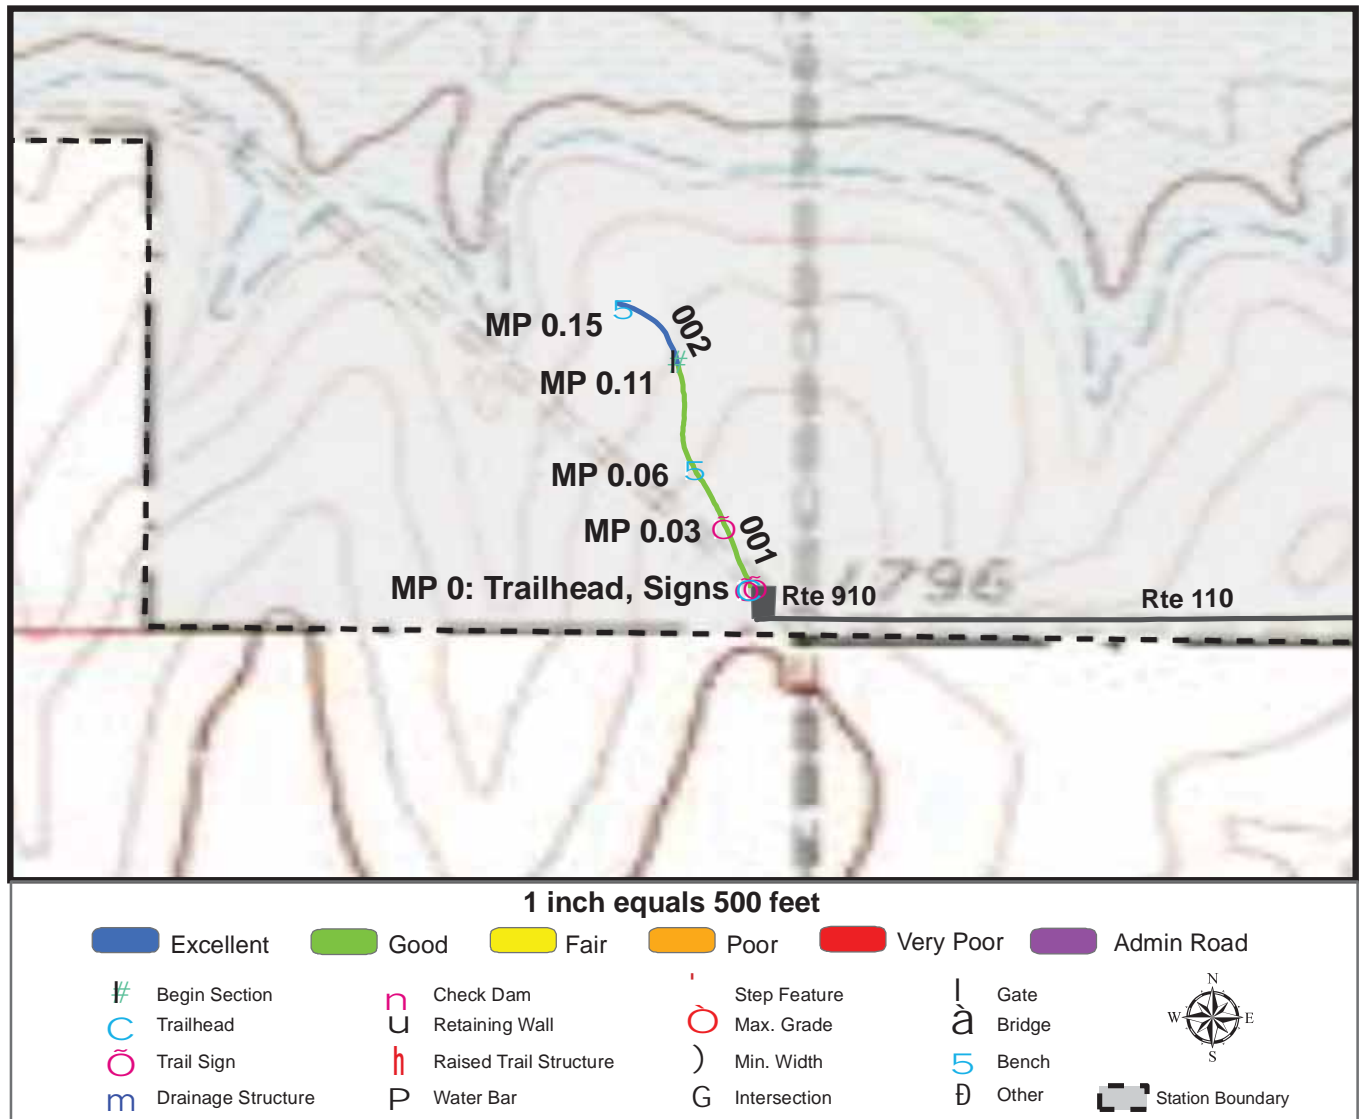 002
5
MP 0.15
#
MP 0.11
5
MP 0.06
Õ
MP 0.03
001
MP 0: Trailhead, Signs
Rte 910
1796
Rte 110
1 inch equals 500 feet
Excellent Good Fair Poor Very Poor Admin Road
# Begin Section n Check Dam ' Step Feature l Gate
C Trailhead u Retaining Wall Ò Max. Grade à Bridge
Õ Trail Sign h Raised Trail Structure ) Min. Width 5 Bench
m Drainage Structure P Water Bar G Intersection Ð Other Station Boundary
N
W E
S